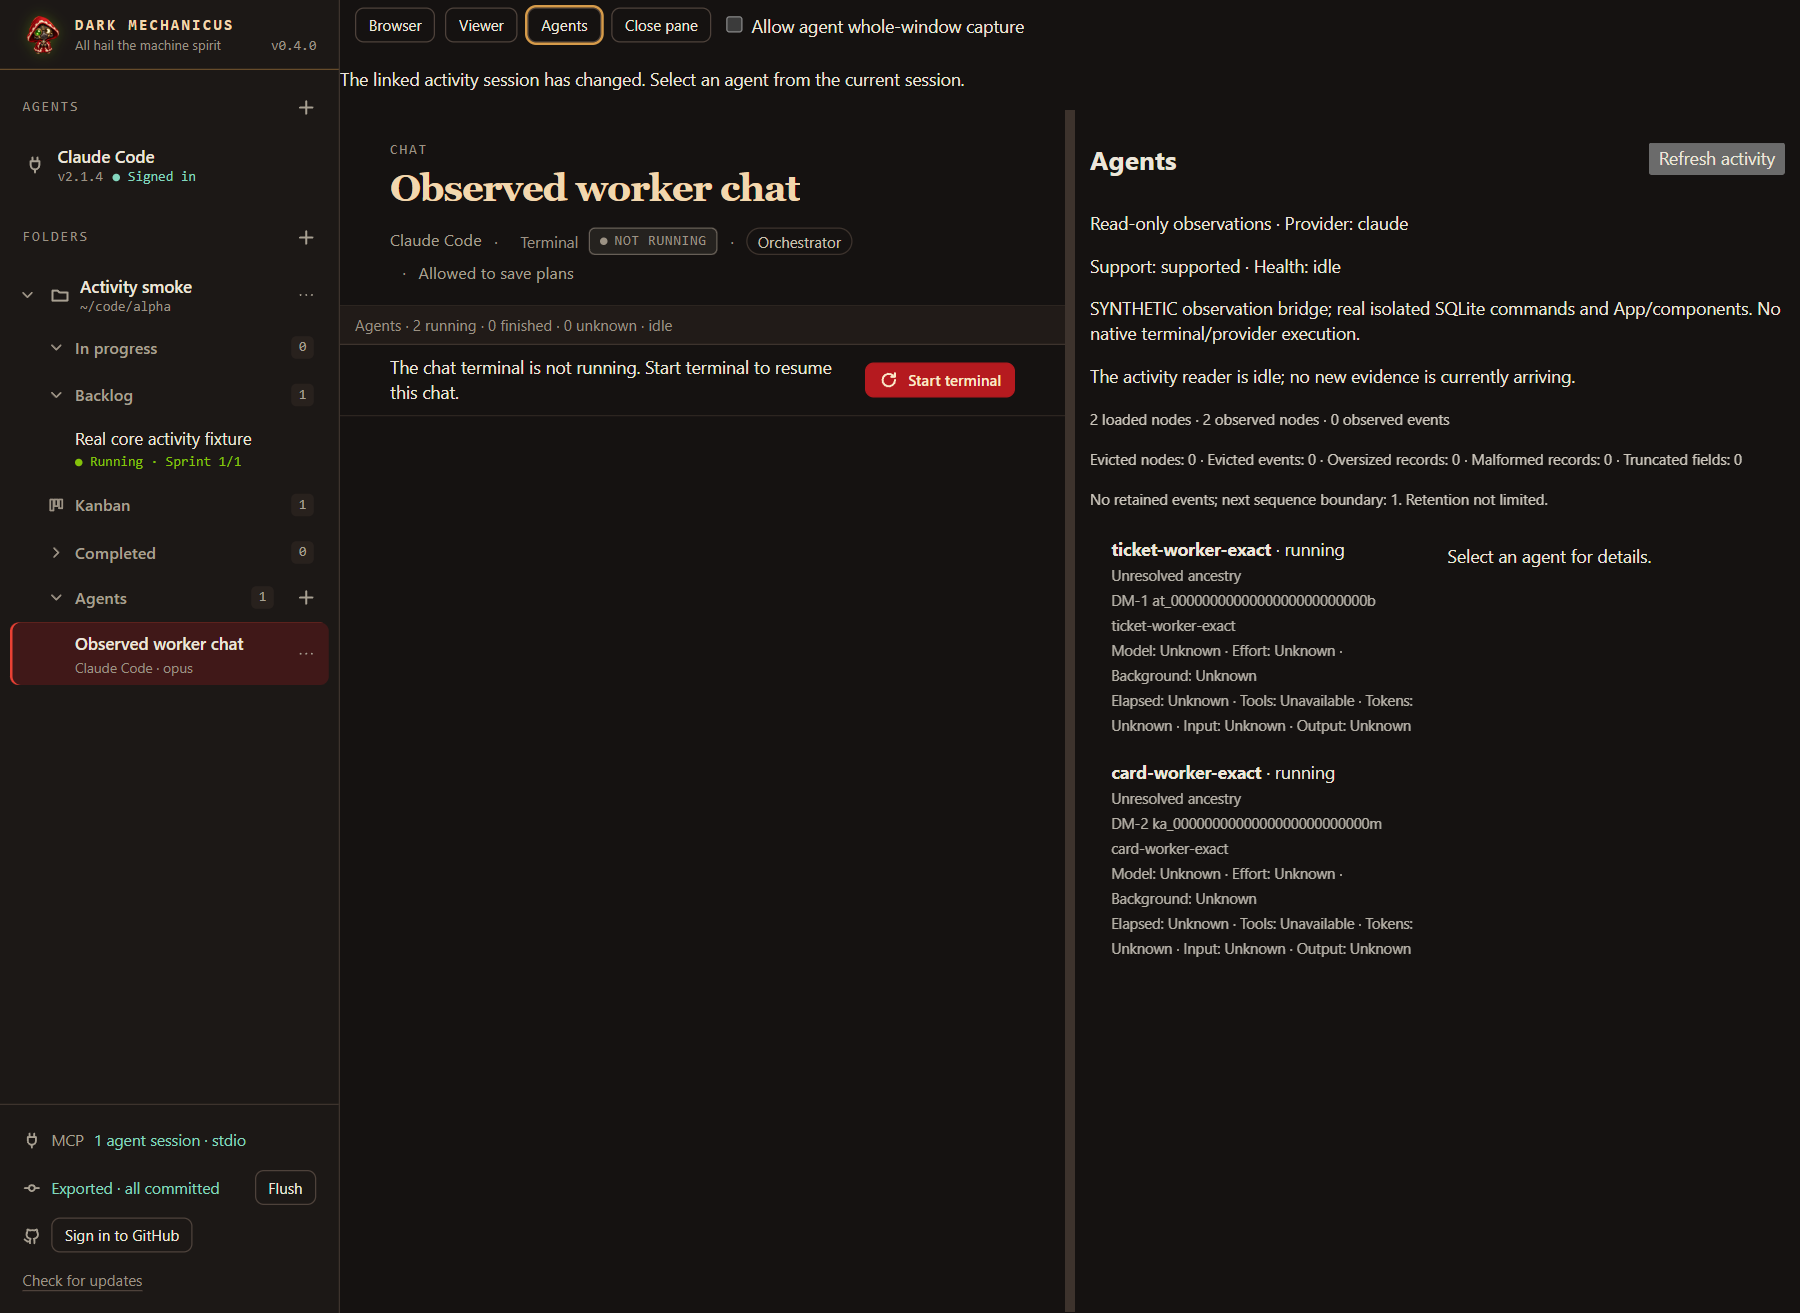 DARK MECHANICUS
All hail the machine spirit
v0.4.0
AGENTS
Claude Code
v2.1.4 ● Signed in
FOLDERS
Activity smoke
~/code/alpha
In progress
0
Backlog
1
Real core activity fixture
● Running · Sprint 1/1
Kanban
1
Completed
0
Agents
1
Observed worker chat
Claude Code · opus
MCP 1 agent session · stdio
Exported · all committed
Flush
Sign in to GitHub
Check for updates
Browser
Viewer
Agents
Close pane
Allow agent whole-window capture
The linked activity session has changed. Select an agent from the current session.
CHAT
Observed worker chat
Claude Code · Terminal ● NOT RUNNING · Orchestrator
· Allowed to save plans
Agents · 2 running · 0 finished · 0 unknown · idle
The chat terminal is not running. Start terminal to resume
this chat.
Start terminal
Agents
Refresh activity
Read-only observations · Provider: claude
Support: supported · Health: idle
SYNTHETIC observation bridge; real isolated SQLite commands and App/components. No
native terminal/provider execution.
The activity reader is idle; no new evidence is currently arriving.
2 loaded nodes · 2 observed nodes · 0 observed events
Evicted nodes: 0 · Evicted events: 0 · Oversized records: 0 · Malformed records: 0 · Truncated fields: 0
No retained events; next sequence boundary: 1. Retention not limited.
ticket-worker-exact · running
Unresolved ancestry
DM-1 at_0000000000000000000000000b
ticket-worker-exact
Model: Unknown · Effort: Unknown ·
Background: Unknown
Elapsed: Unknown · Tools: Unavailable · Tokens:
Unknown · Input: Unknown · Output: Unknown
card-worker-exact · running
Unresolved ancestry
DM-2 ka_0000000000000000000000000m
card-worker-exact
Model: Unknown · Effort: Unknown ·
Background: Unknown
Elapsed: Unknown · Tools: Unavailable · Tokens:
Unknown · Input: Unknown · Output: Unknown
Select an agent for details.